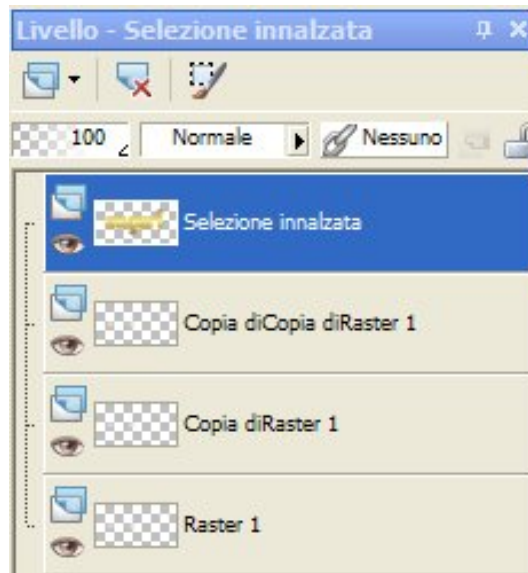 Livello - Selezione innalzata
100 Normale Nessuno
Selezione innalzata
Copia diCopia diRaster 1
Copia diRaster 1
Raster 1